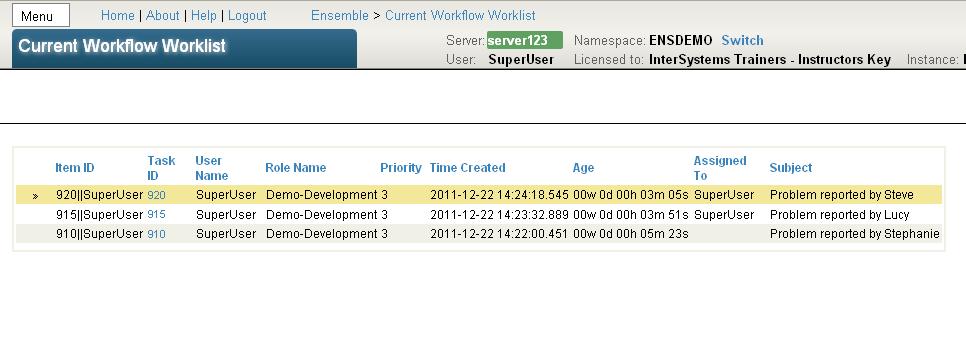 Menu Home | About | Help | Logout Ensemble > Current Workflow Worklist
Current Workflow Worklist
Server: server123 Namespace: ENSDEMO Switch
User: SuperUser Licensed to: InterSystems Trainers - Instructors Key Instance:
Item ID Task ID User Name Role Name Priority Time Created Age Assigned To Subject
» 920||SuperUser 920 SuperUser Demo-Development 3 2011-12-22 14:24:18.545 00w 0d 00h 03m 05s SuperUser Problem reported by Steve
915||SuperUser 915 SuperUser Demo-Development 3 2011-12-22 14:23:32.889 00w 0d 00h 03m 51s SuperUser Problem reported by Lucy
910||SuperUser 910 SuperUser Demo-Development 3 2011-12-22 14:22:00.451 00w 0d 00h 05m 23s Problem reported by Stephanie